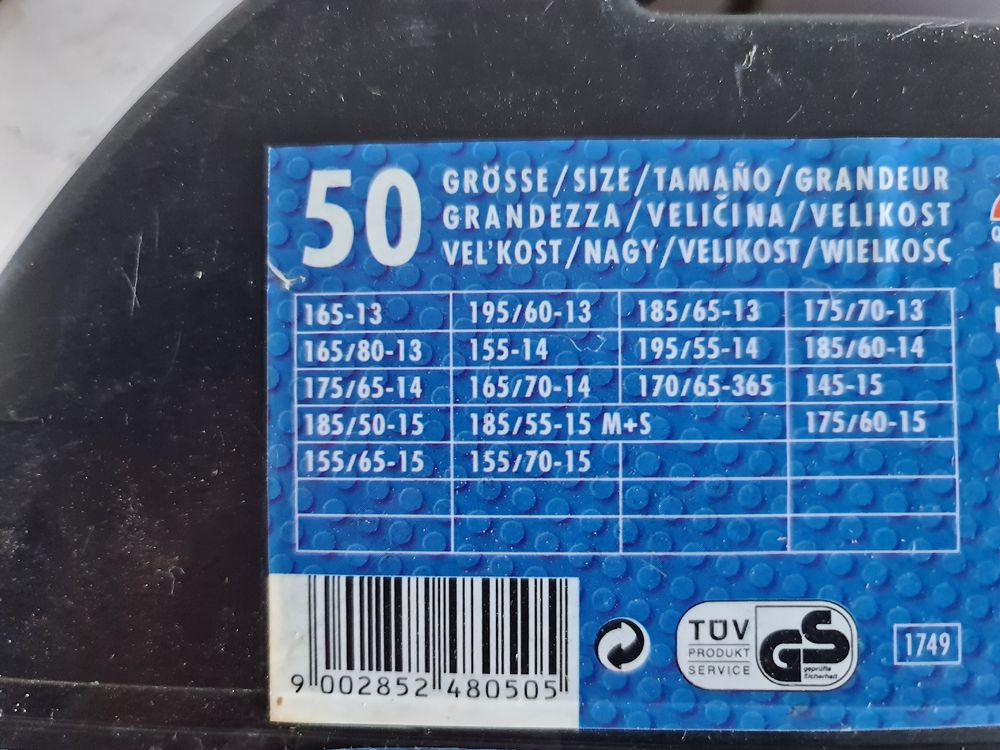 50
GRÖSSE/SIZE/TAMAÑO/GRANDEUR
GRANDEZZA/VELIČINA/VELIKOST
VEL'KOST/NAGY/VELIKOST/WIELKOSC
165-13 195/60-13 185/65-13 175/70-13
165/80-13 155-14 195/55-14 185/60-14
175/65-14 165/70-14 170/65-365 145-15
185/50-15 185/55-15 M+S 175/60-15
155/65-15 155/70-15
9 002852 480505
TÜV
PRODUKT
SERVICE
GS
geprüfte
Sicherheit
1749